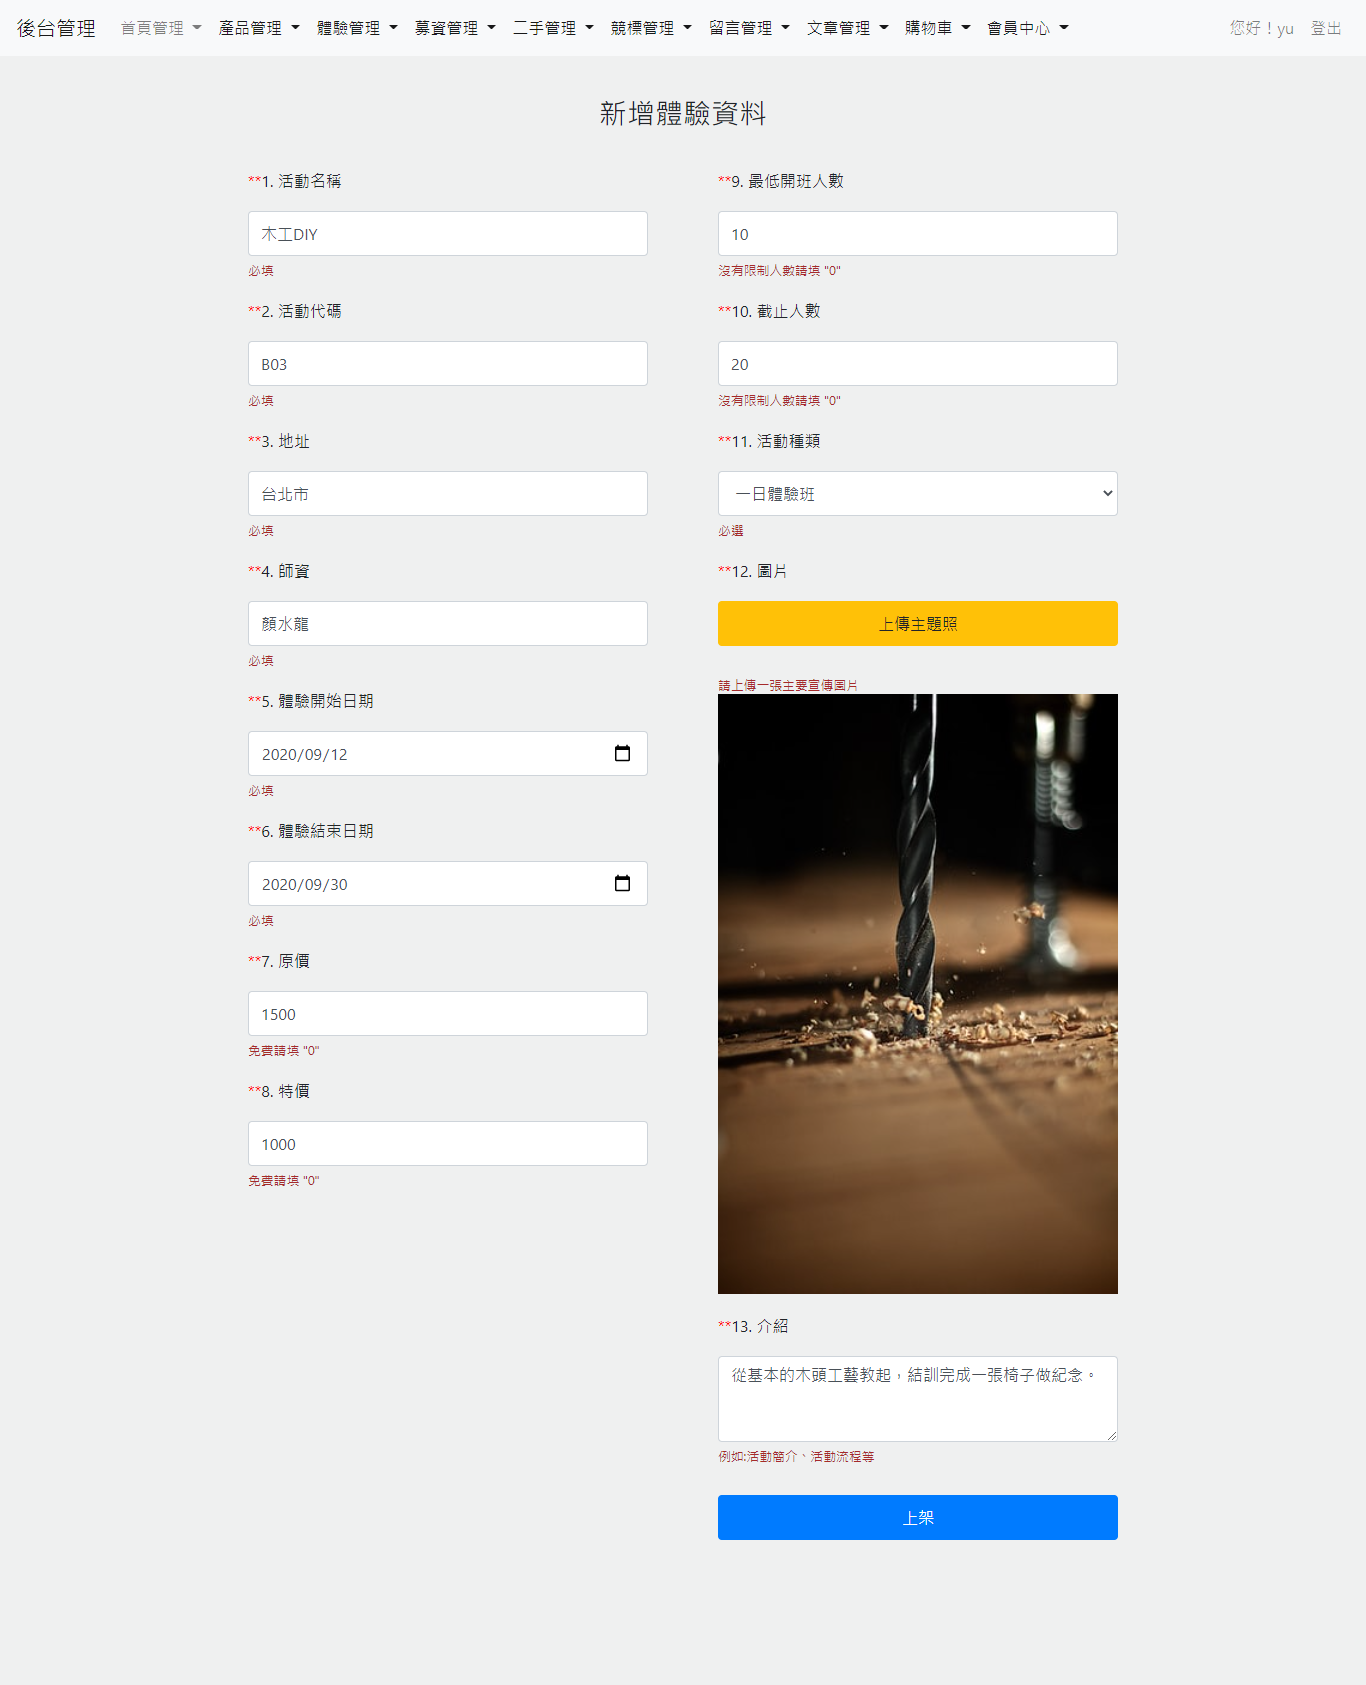 後台管理 首頁管理 產品管理 體驗管理 募資管理 二手管理 競標管理 留言管理 文章管理 購物車 會員中心 您好！yu 登出
新增體驗資料
**1. 活動名稱
木工DIY
必填
**2. 活動代碼
B03
必填
**3. 地址
台北市
必填
**4. 師資
顏水龍
必填
**5. 體驗開始日期
2020/09/12
必填
**6. 體驗結束日期
2020/09/30
必填
**7. 原價
1500
免費請填 "0"
**8. 特價
1000
免費請填 "0"
**9. 最低開班人數
10
沒有限制人數請填 "0"
**10. 截止人數
20
沒有限制人數請填 "0"
**11. 活動種類
一日體驗班
必選
**12. 圖片
上傳主題照
請上傳一張主要宣傳圖片
**13. 介紹
從基本的木頭工藝教起，結訓完成一張椅子做紀念。
例如:活動簡介、活動流程等
上架